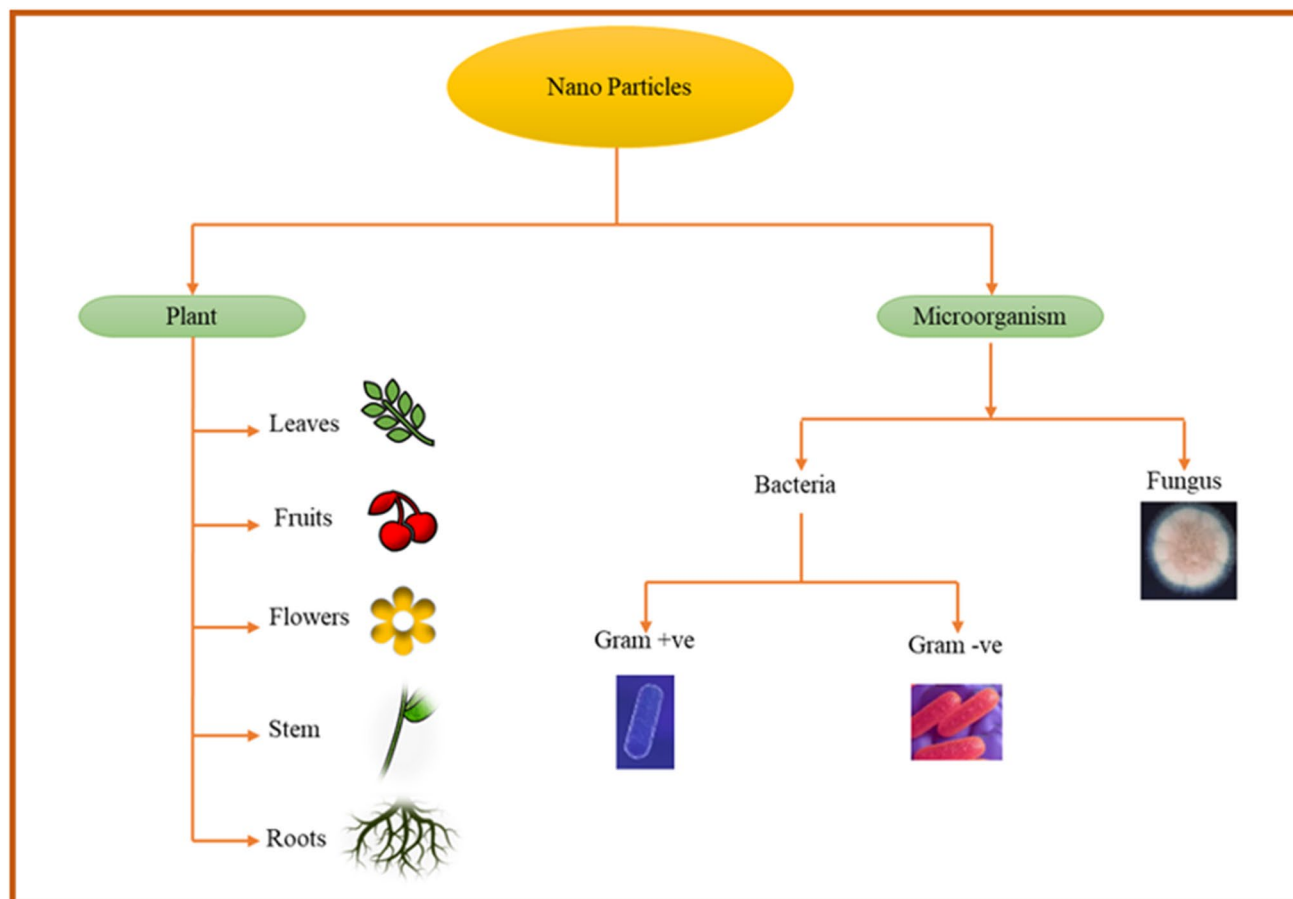 Nano Particles
Plant
Microorganism
Leaves
Fruits
Flowers
Stem
Roots
Bacteria
Fungus
Gram +ve
Gram -ve